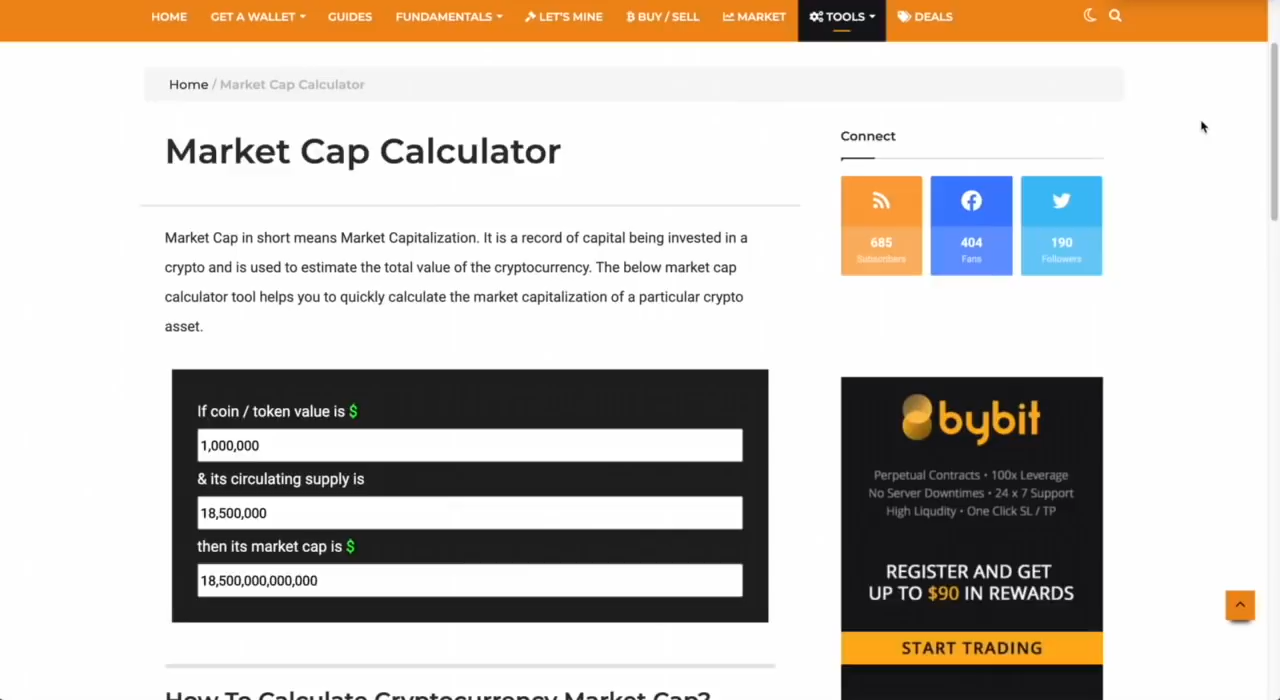 HOME GET A WALLET GUIDES FUNDAMENTALS LET'S MINE BUY / SELL MARKET TOOLS DEALS
Home / Market Cap Calculator
Market Cap Calculator
Market Cap in short means Market Capitalization. It is a record of capital being invested in a
crypto and is used to estimate the total value of the cryptocurrency. The below market cap
calculator tool helps you to quickly calculate the market capitalization of a particular crypto
asset.
If coin / token value is $
1,000,000
& its circulating supply is
18,500,000
then its market cap is $
18,500,000,000,000
How To Calculate Cryptocurrency Market Cap?
Connect
685 404 190
Subscribers Fans Followers
bybit
Perpetual Contracts • 100x Leverage
No Server Downtimes • 24 x 7 Support
High Liqudity • One Click SL / TP
REGISTER AND GET
UP TO $90 IN REWARDS
START TRADING